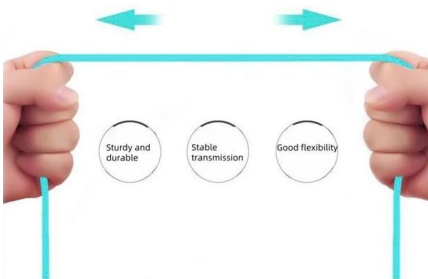 Sturdy and
durable
Stable
transmission
Good flexibility